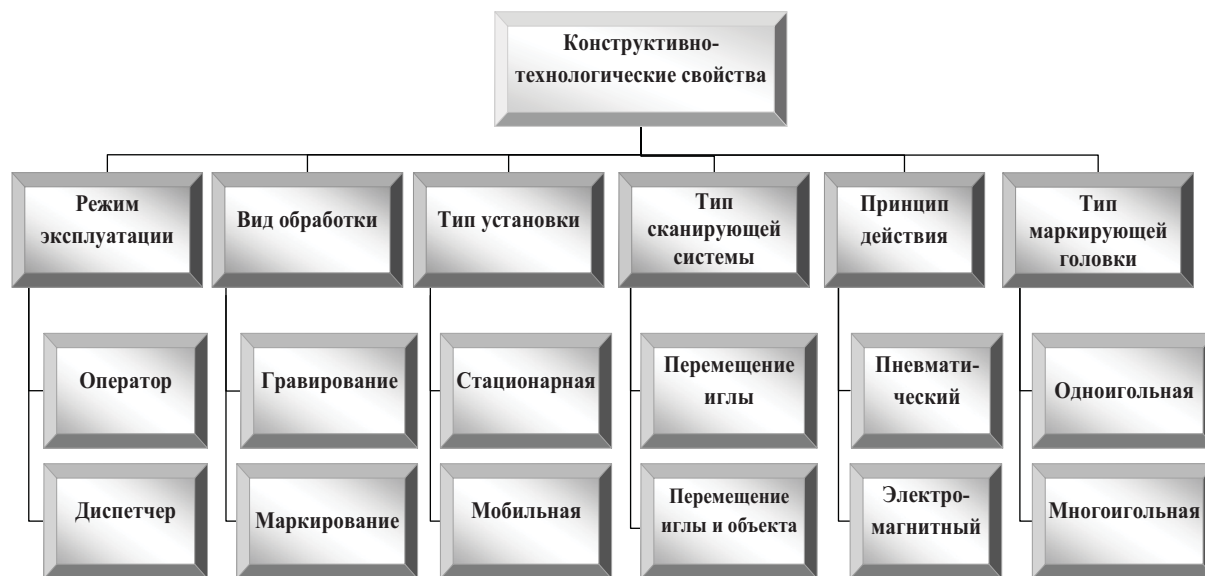 Конструктивно-
технологические свойства
Режим
эксплуатации
Вид обработки
Тип установки
Тип
сканирующей
системы
Принцип
действия
Тип
маркирующей
головки
Оператор
Гравирование
Стационарная
Перемещение
иглы
Пневмати-
ческий
Одноигольная
Диспетчер
Маркирование
Мобильная
Перемещение
иглы и объекта
Электро-
магнитный
Многоигольная